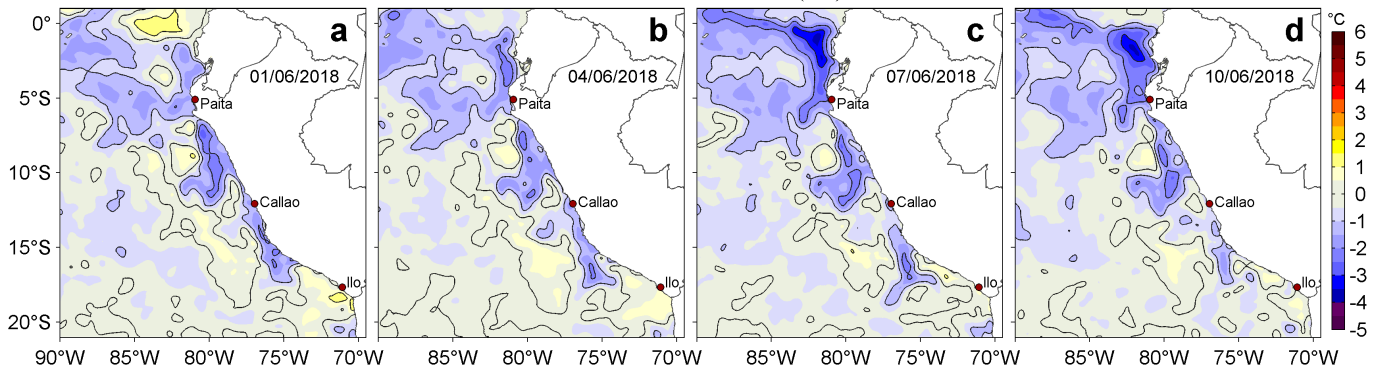 a b c d
°C
0° 5°S 10°S 15°S 20°S
01/06/2018 04/06/2018 07/06/2018 10/06/2018
Paita Paita Paita Paita
Callao Callao Callao Callao
Ilo Ilo Ilo Ilo
90°W 85°W 80°W 75°W 70°W 85°W 80°W 75°W 70°W 85°W 80°W 75°W 70°W 85°W 80°W 75°W 70°W
6
5
4
3
2
1
0
-1
-2
-3
-4
-5